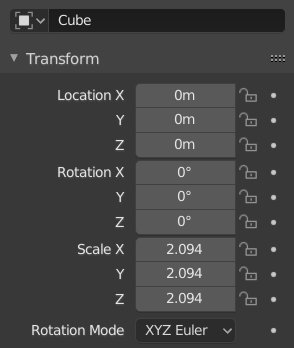 Cube
Transform
Location X 0m
Y 0m
Z 0m
Rotation X 0°
Y 0°
Z 0°
Scale X 2.094
Y 2.094
Z 2.094
Rotation Mode XYZ Euler